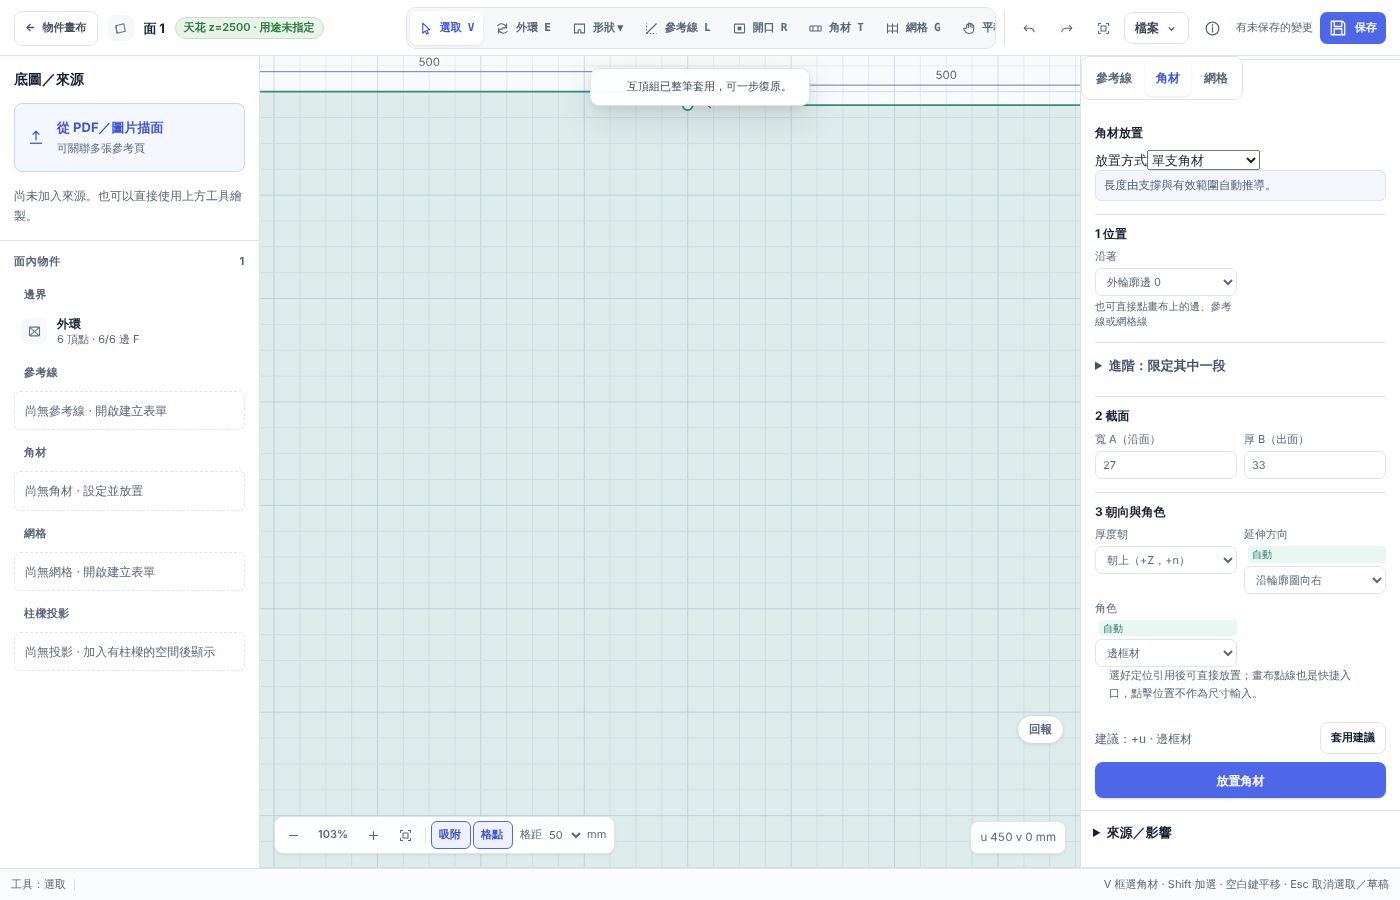 物件畫布
面 1
天花 z=2500 · 用途未指定
選取 V
外環 E
形狀▾
參考線 L
開口 R
角材 T
網格 G
檔案
有未保存的變更
保存
底圖／來源
從 PDF／圖片描面
可關聯多張參考頁
尚未加入來源。也可以直接使用上方工具繪
製。
面內物件
1
邊界
外環
6 頂點 · 6/6 邊 F
參考線
尚無參考線 · 開啟建立表單
角材
尚無角材 · 設定並放置
網格
尚無網格 · 開啟建立表單
柱樑投影
尚無投影 · 加入有柱樑的空間後顯示
500
500
互頂組已整筆套用，可一步復原。
回報
103%
吸附
格點
格距
50
mm
u 450 v 0 mm
參考線
角材
網格
角材放置
放置方式
單支角材
長度由支撐與有效範圍自動推導。
1 位置
沿著
外輪廓邊 0
也可直接點畫布上的邊、參考
線或網格線
進階：限定其中一段
2 截面
寬 A（沿面）
厚 B（出面）
27
33
3 朝向與角色
厚度朝
延伸方向
自動
朝上（+Z，+n）
沿輪廓圖向右
角色
自動
邊框材
選好定位引用後可直接放置；畫布點線也是快捷入
口，點擊位置不作為尺寸輸入。
建議：+u · 邊框材
套用建議
放置角材
來源／影響
工具：選取
V 框選角材 · Shift 加選 · 空白鍵平移 · Esc 取消選取／草稿